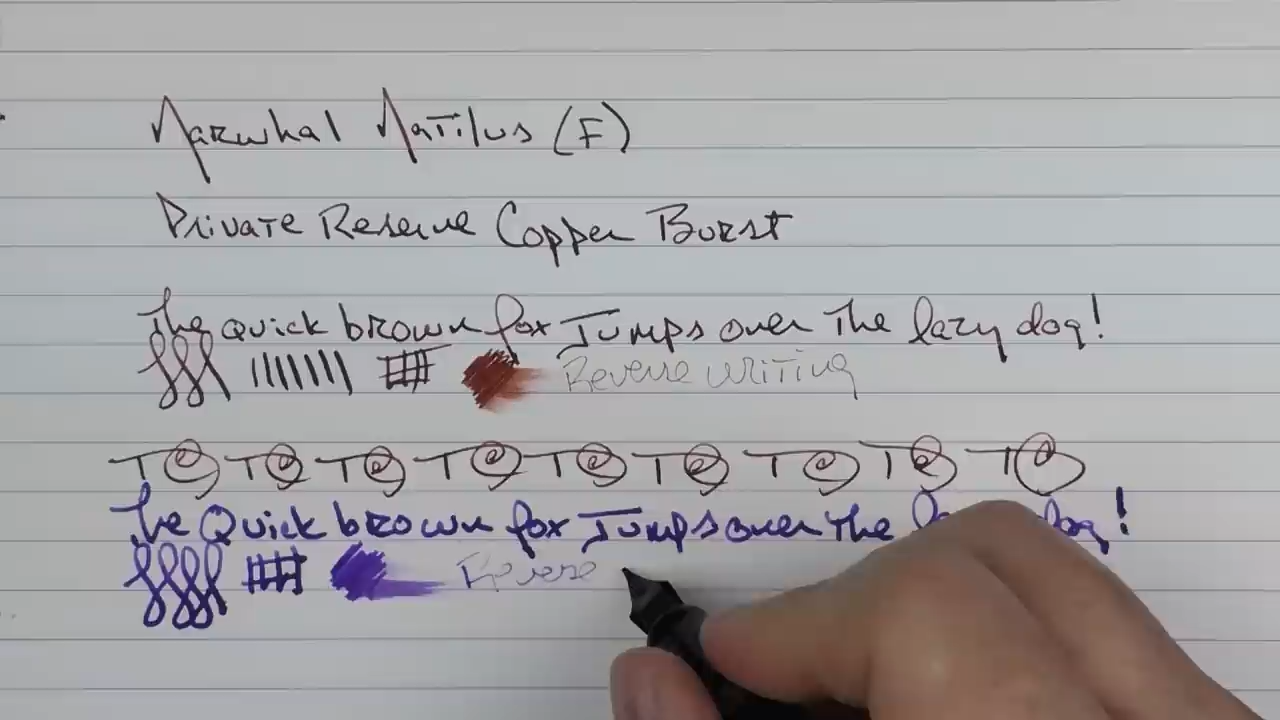 Narwhal Natilus (F)
Private Reserve Copper Burst
The Quick brown fox Jumps over The lazy dog!
Reverse writing
The Quick brown fox Jumps over The dog!
Reverse